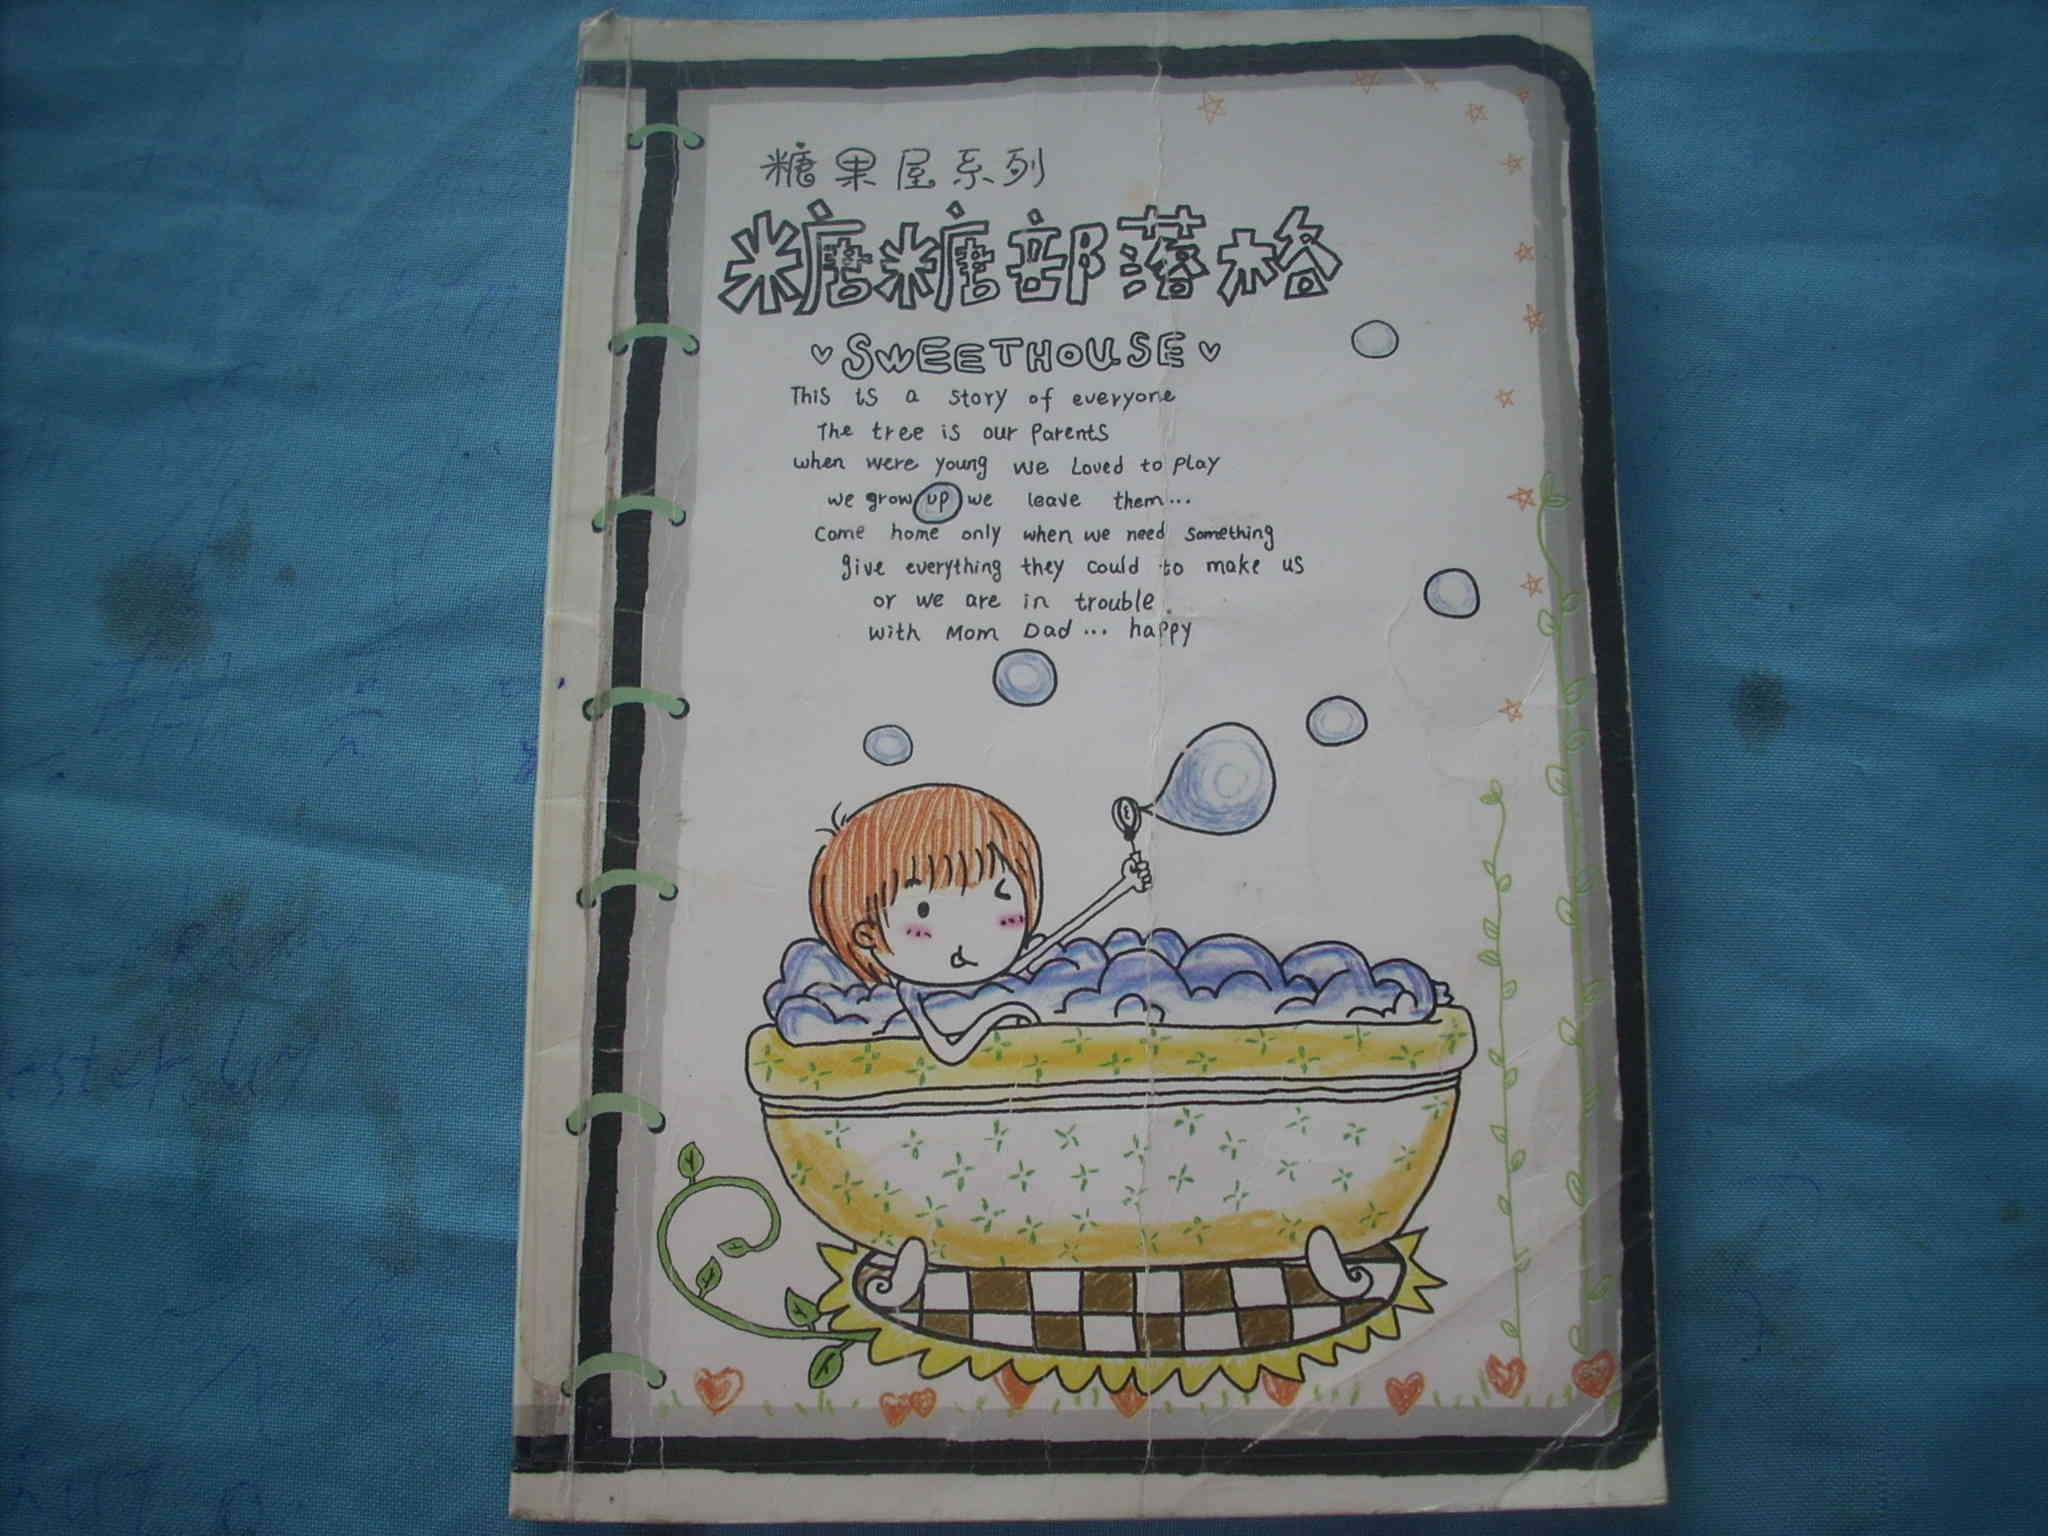 糖果屋系列
糖糖部落格
SWEETHOUSE
This is a story of everyone
The tree is our Parents
when were young we Loved to play
we grow up we leave them...
Come home only when we need something
give everything they could to make us
or we are in trouble.
with Mom Dad... happy